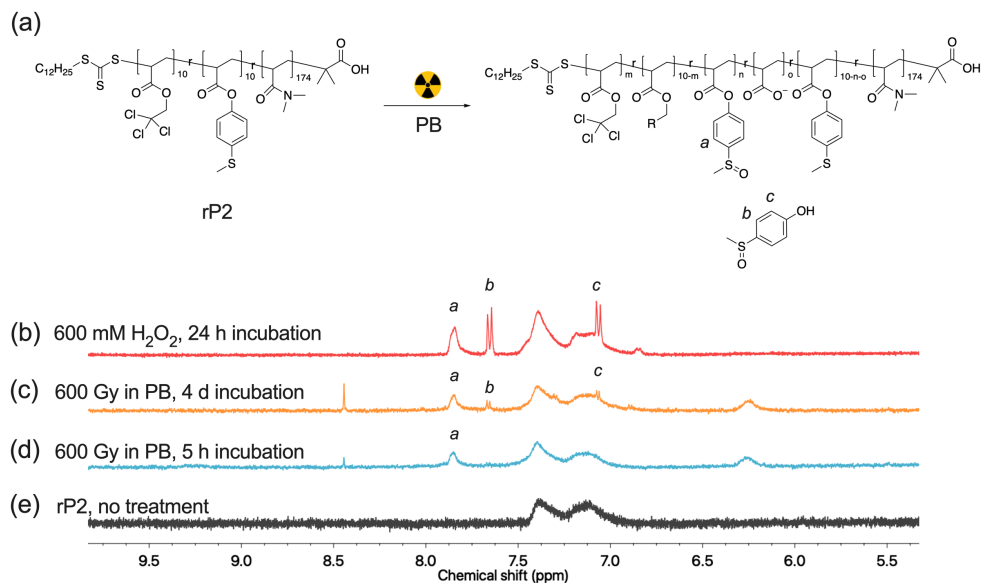 (a)
C12H25
S
S
S
r
r
10
10
174
O
OH
O
O
O
O
O
N
Cl
Cl
Cl
S
rP2
PB
C12H25
S
S
S
r
r
r
r
r
m
10-m
n
o
10-n-o
174
O
OH
O
O
O
O
O
O
O
O⁻
O
O
O
N
Cl
Cl
Cl
R
a
S
O
S
b
c
OH
S
O
(b) 600 mM H2O2, 24 h incubation
a
b
c
(c) 600 Gy in PB, 4 d incubation
a
b
c
(d) 600 Gy in PB, 5 h incubation
a
(e) rP2, no treatment
9.5 9.0 8.5 8.0 7.5 7.0 6.5 6.0 5.5
Chemical shift (ppm)